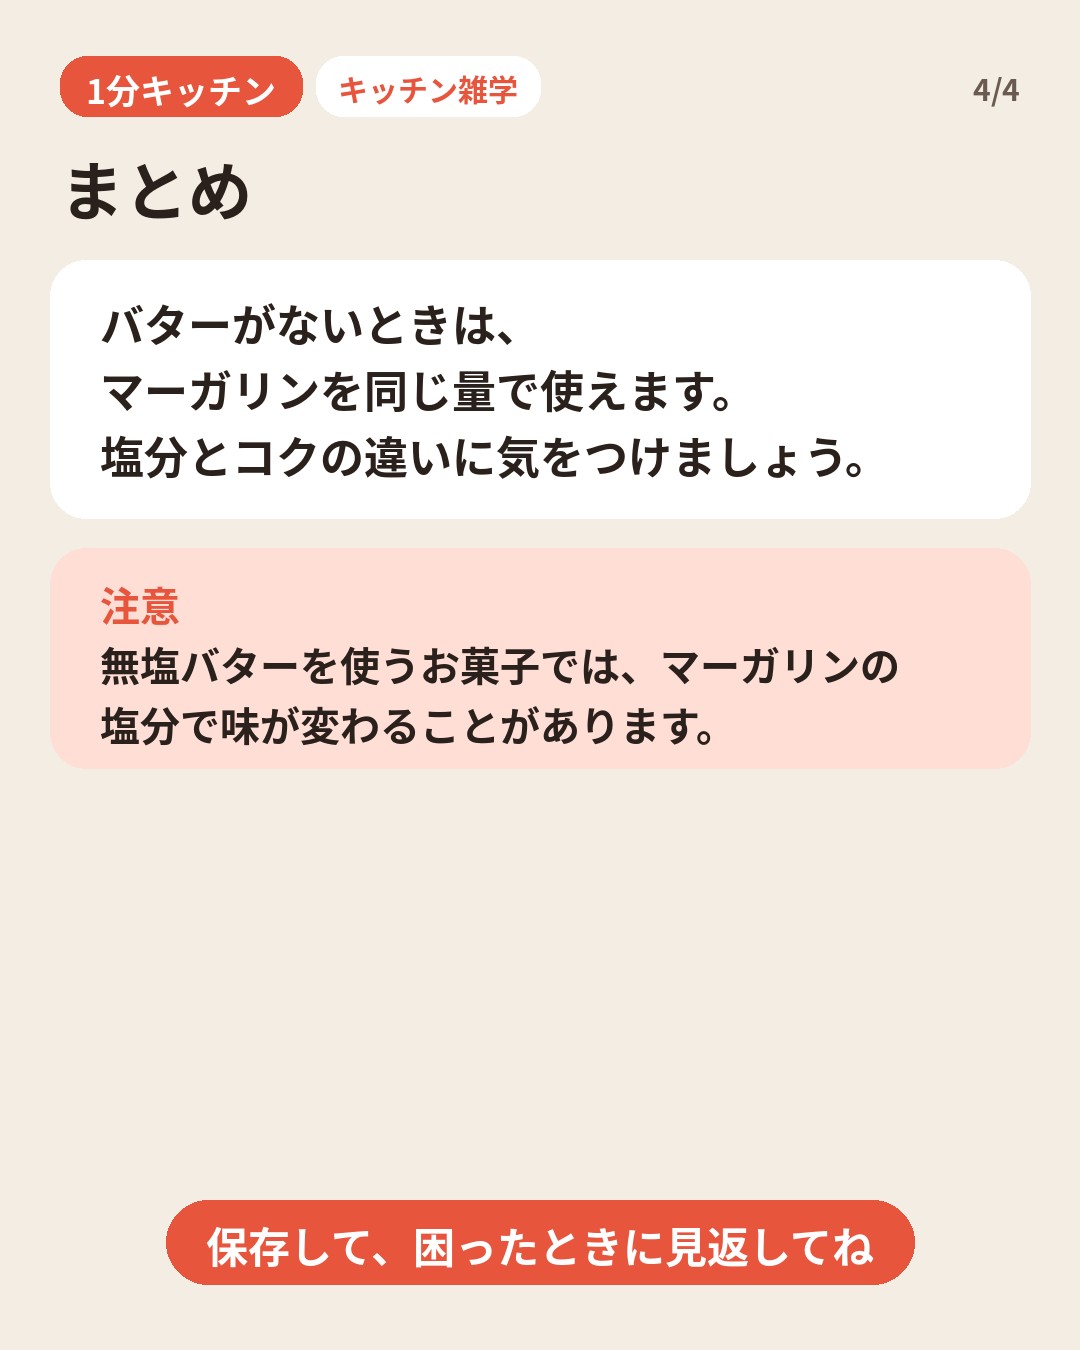 1分キッチン キッチン雑学 4/4
まとめ
バターがないときは、
マーガリンを同じ量で使えます。
塩分とコクの違いに気をつけましょう。
注意
無塩バターを使うお菓子では、マーガリンの
塩分で味が変わることがあります。
保存して、困ったときに見返してね